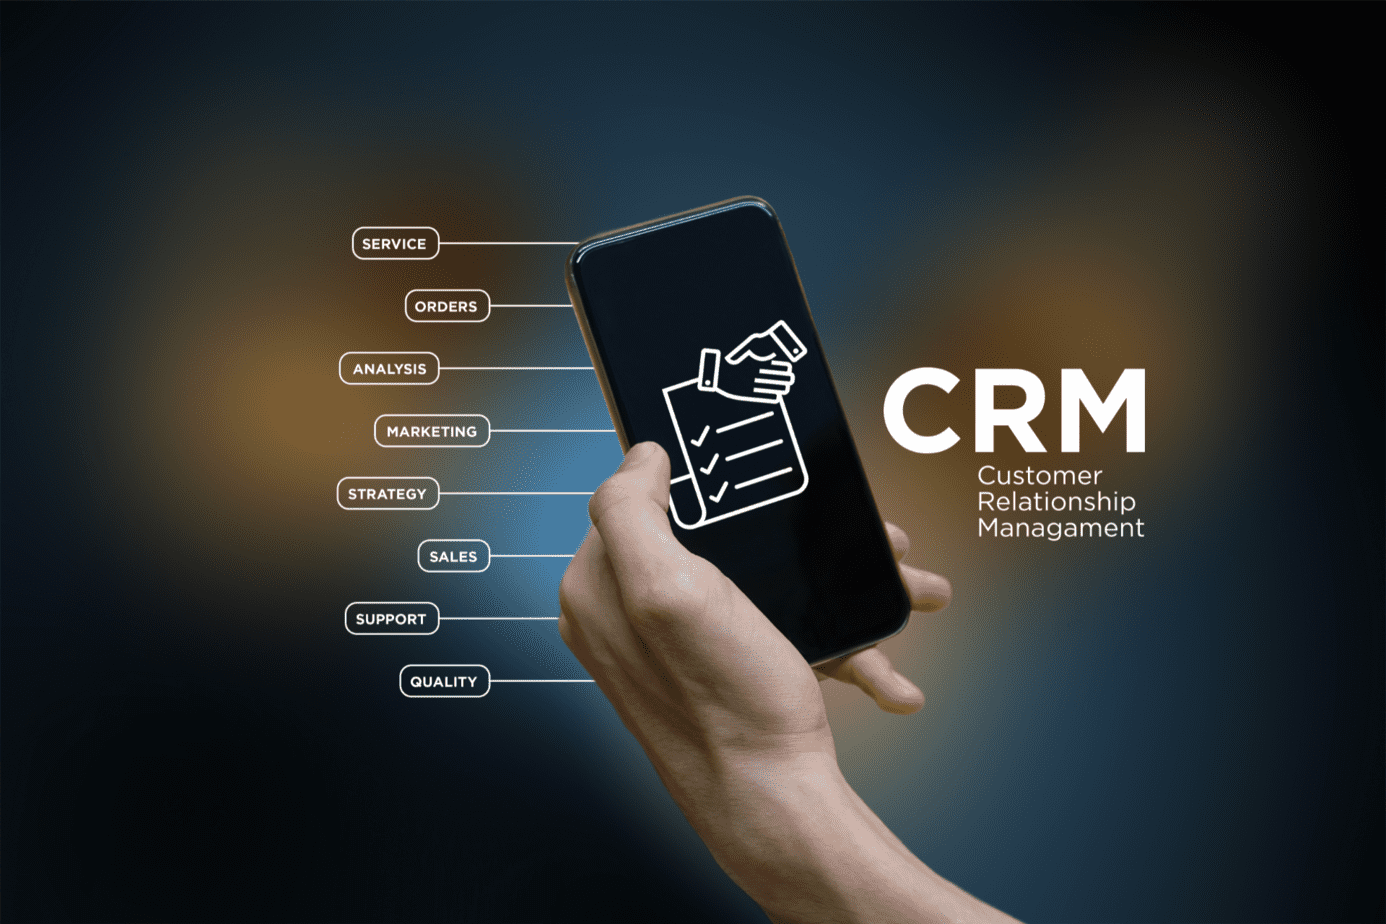 SERVICE
ORDERS
ANALYSIS
MARKETING
STRATEGY
SALES
SUPPORT
QUALITY
CRM
Customer
Relationship
Managament